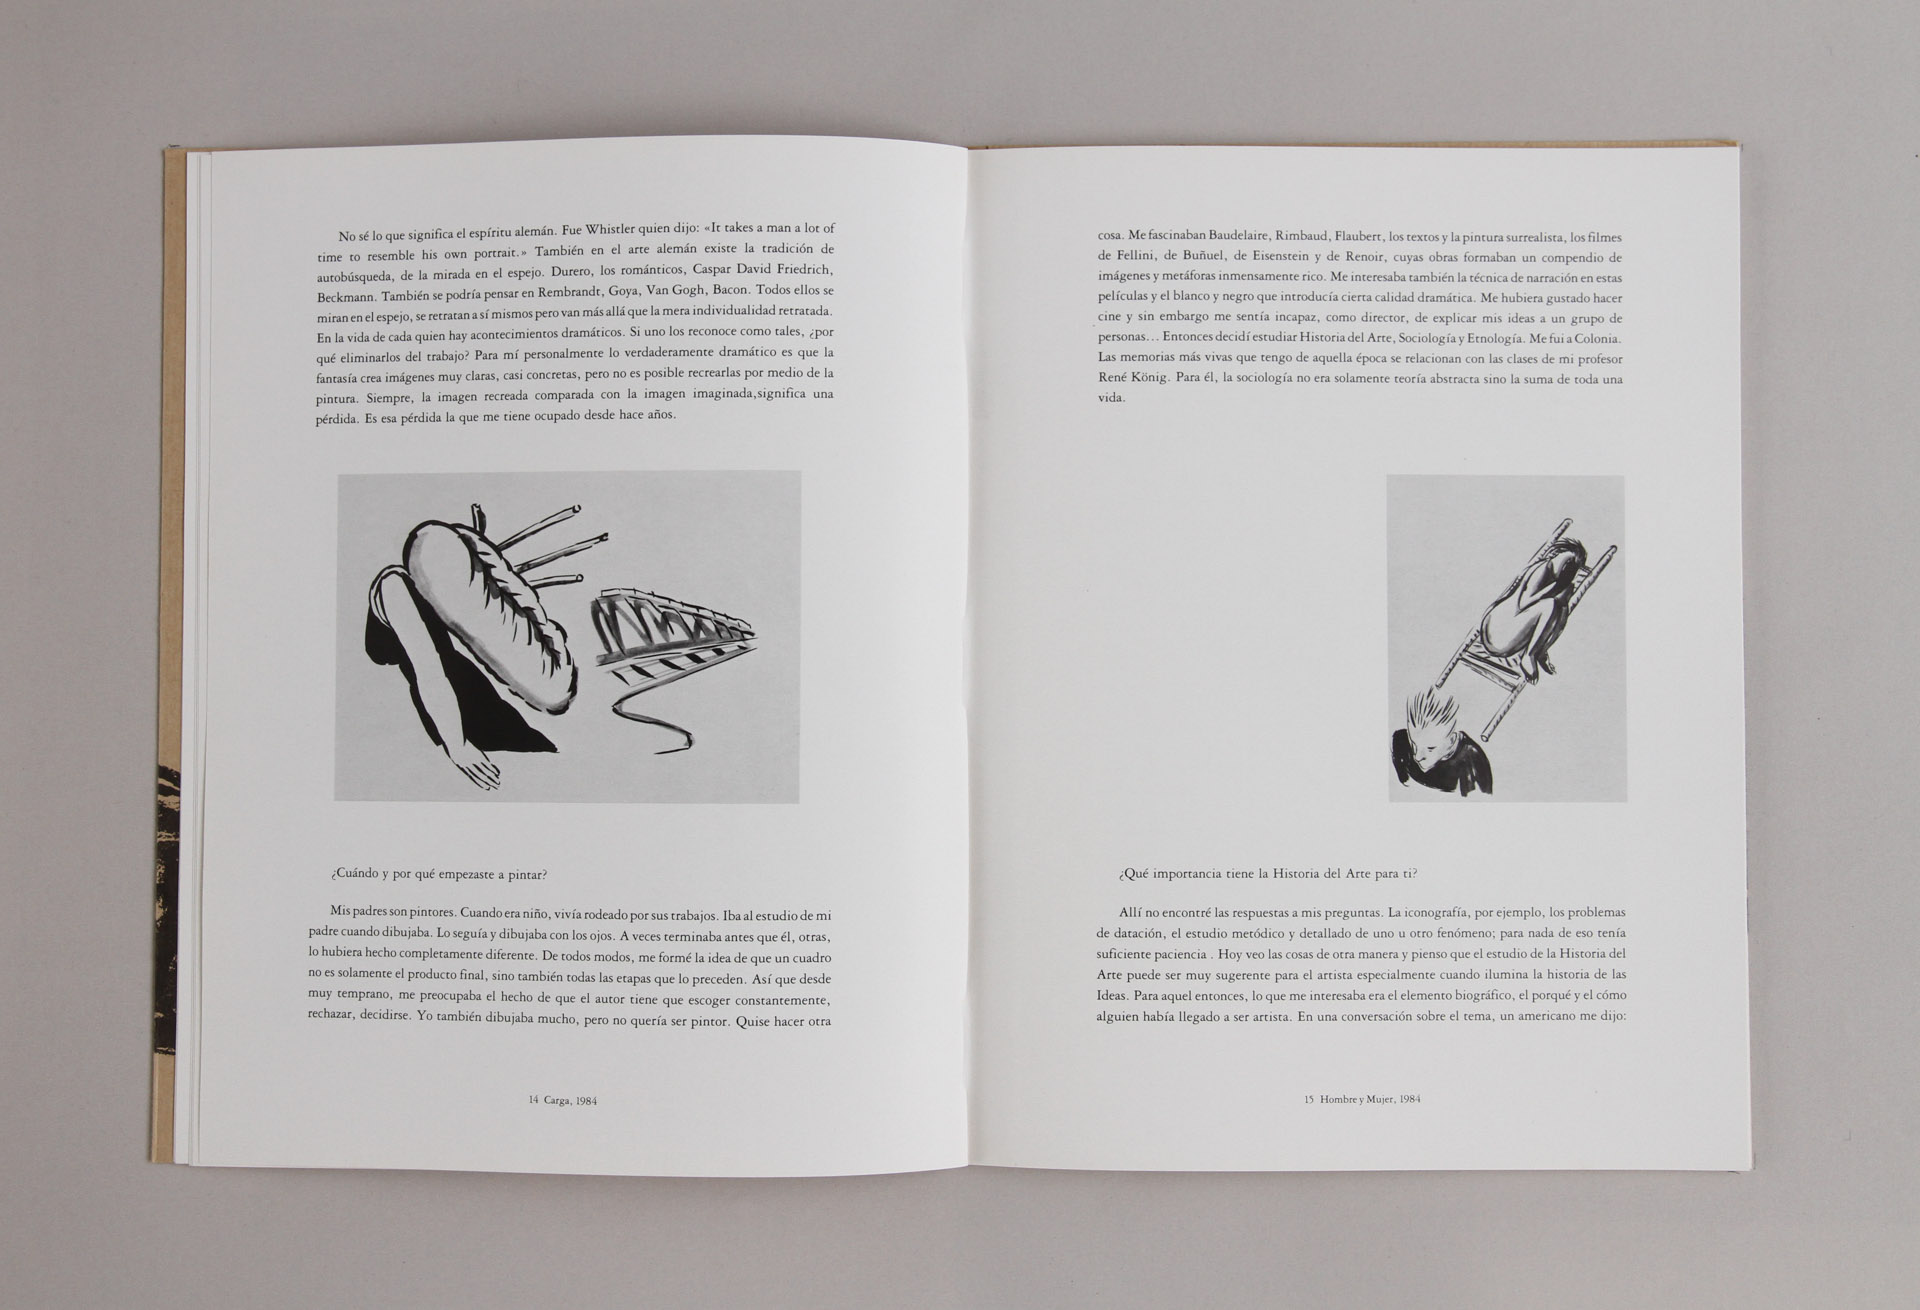 No sé lo que significa el espíritu alemán. Fue Whistler quien dijo: «It takes a man a lot of
time to resemble his own portrait.» También en el arte alemán existe la tradición de
autobúsqueda, de la mirada en el espejo. Durero, los románticos, Caspar David Friedrich,
Beckmann. También se podría pensar en Rembrandt, Goya, Van Gogh, Bacon. Todos ellos se
miran en el espejo, se retratan a sí mismos pero van más allá que la mera individualidad retratada.
En la vida de cada quien hay acontecimientos dramáticos. Si uno los reconoce como tales, ¿por
qué eliminarlos del trabajo? Para mí personalmente lo verdaderamente dramático es que la
fantasía crea imágenes muy claras, casi concretas, pero no es posible recrearlas por medio de la
pintura. Siempre, la imagen recreada comparada con la imagen imaginada,significa una
pérdida. Es esa pérdida la que me tiene ocupado desde hace años.
¿Cuándo y por qué empezaste a pintar?
Mis padres son pintores. Cuando era niño, vivía rodeado por sus trabajos. Iba al estudio de mi
padre cuando dibujaba. Lo seguía y dibujaba con los ojos. A veces terminaba antes que él, otras,
lo hubiera hecho completamente diferente. De todos modos, me formé la idea de que un cuadro
no es solamente el producto final, sino también todas las etapas que lo preceden. Así que desde
muy temprano, me preocupaba el hecho de que el autor tiene que escoger constantemente,
rechazar, decidirse. Yo también dibujaba mucho, pero no quería ser pintor. Quise hacer otra
14 Carga, 1984
cosa. Me fascinaban Baudelaire, Rimbaud, Flaubert, los textos y la pintura surrealista, los filmes
de Fellini, de Buñuel, de Eisenstein y de Renoir, cuyas obras formaban un compendio de
imágenes y metáforas inmensamente rico. Me interesaba también la técnica de narración en estas
películas y el blanco y negro que introducía cierta calidad dramática. Me hubiera gustado hacer
cine y sin embargo me sentía incapaz, como director, de explicar mis ideas a un grupo de
personas... Entonces decidí estudiar Historia del Arte, Sociología y Etnología. Me fui a Colonia.
Las memorias más vivas que tengo de aquella época se relacionan con las clases de mi profesor
René König. Para él, la sociología no era solamente teoría abstracta sino la suma de toda una
vida.
¿Qué importancia tiene la Historia del Arte para ti?
Allí no encontré las respuestas a mis preguntas. La iconografía, por ejemplo, los problemas
de datación, el estudio metódico y detallado de uno u otro fenómeno; para nada de eso tenía
suficiente paciencia . Hoy veo las cosas de otra manera y pienso que el estudio de la Historia del
Arte puede ser muy sugerente para el artista especialmente cuando ilumina la historia de las
Ideas. Para aquel entonces, lo que me interesaba era el elemento biográfico, el porqué y el cómo
alguien había llegado a ser artista. En una conversación sobre el tema, un americano me dijo:
15 Hombre y Mujer, 1984